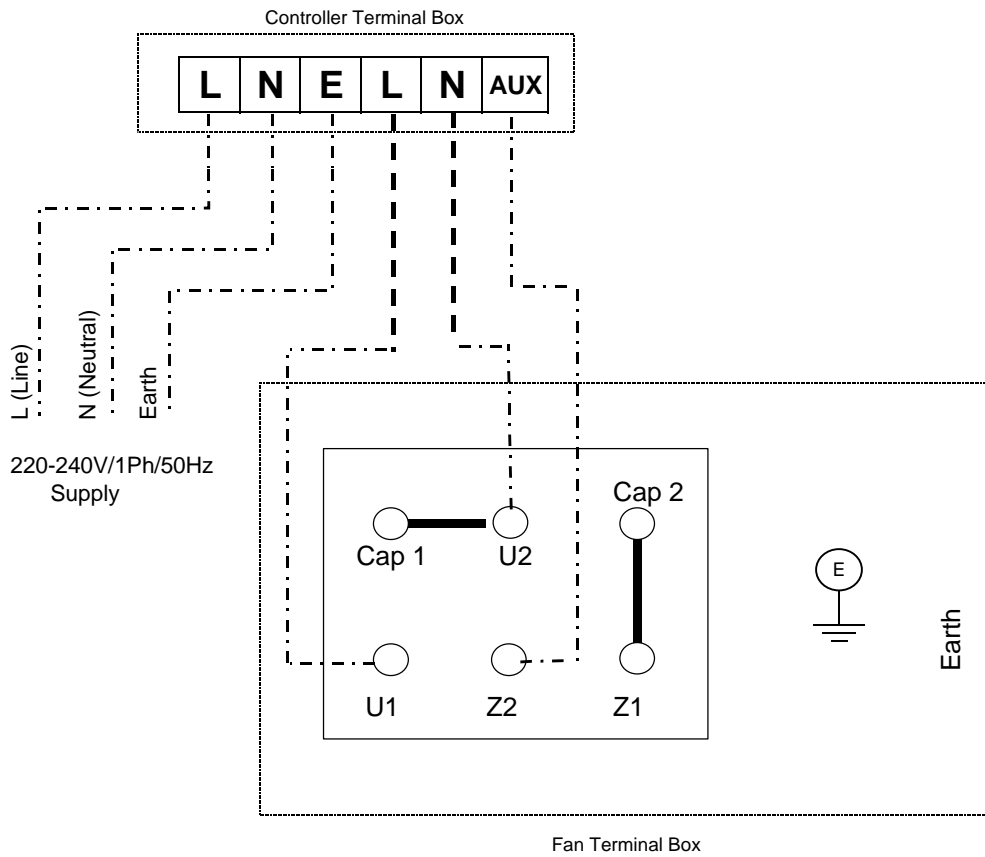 Controller Terminal Box
L N E L N AUX
L (Line)
N (Neutral)
Earth
220-240V/1Ph/50Hz
Supply
Cap 2
Cap 1
U2
E
Earth
U1
Z2
Z1
Fan Terminal Box